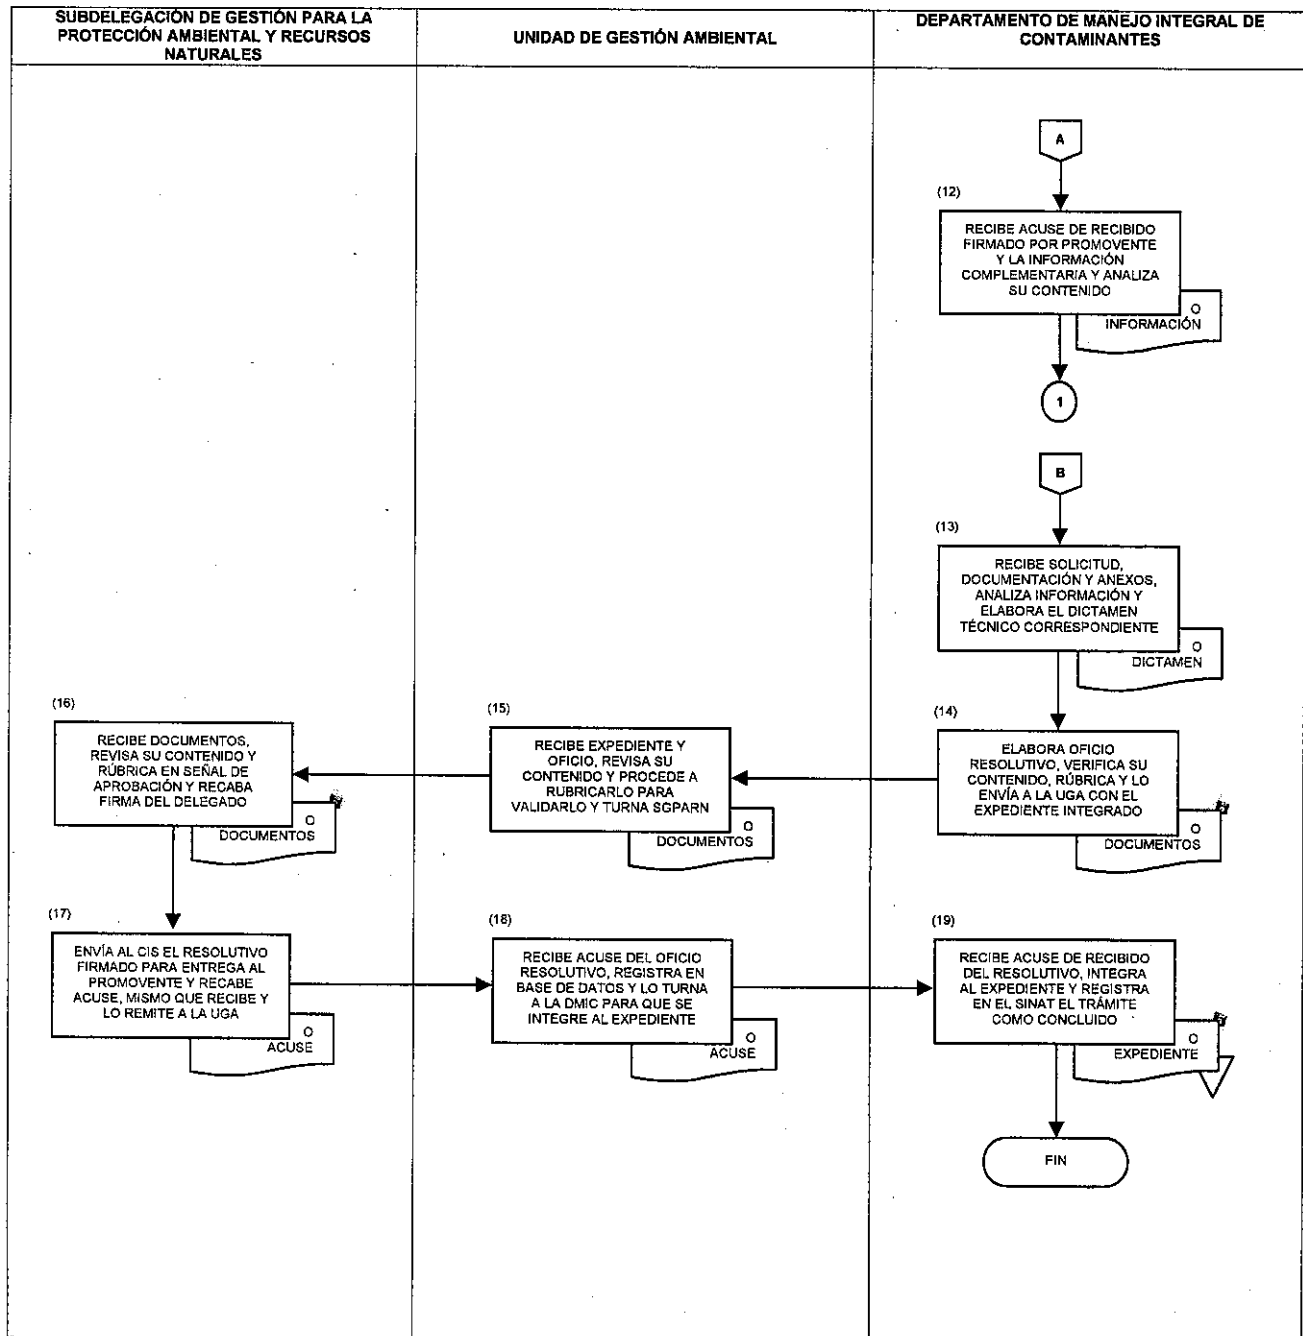 SUBDELEGACIÓN DE GESTIÓN PARA LA
PROTECCIÓN AMBIENTAL Y RECURSOS
NATURALES
UNIDAD DE GESTIÓN AMBIENTAL
DEPARTAMENTO DE MANEJO INTEGRAL DE
CONTAMINANTES
A
(12)
RECIBE ACUSE DE RECIBIDO
FIRMADO POR PROMOVENTE
Y LA INFORMACIÓN
COMPLEMENTARIA Y ANALIZA
SU CONTENIDO
O
INFORMACIÓN
1
B
(13)
RECIBE SOLICITUD,
DOCUMENTACIÓN Y ANEXOS,
ANALIZA INFORMACIÓN Y
ELABORA EL DICTAMEN
TÉCNICO CORRESPONDIENTE
O
DICTAMEN
(14)
ELABORA OFICIO
RESOLUTIVO, VERIFICA SU
CONTENIDO, RÚBRICA Y LO
ENVÍA A LA UGA CON EL
EXPEDIENTE INTEGRADO
O
DOCUMENTOS
(15)
RECIBE EXPEDIENTE Y
OFICIO, REVISA SU
CONTENIDO Y PROCEDE A
RUBRICARLO PARA
VALIDARLO Y TURNA SGPARN
O
DOCUMENTOS
(16)
RECIBE DOCUMENTOS,
REVISA SU CONTENIDO Y
RÚBRICA EN SEÑAL DE
APROBACIÓN Y RECABA
FIRMA DEL DELEGADO
O
DOCUMENTOS
(17)
ENVÍA AL CIS EL RESOLUTIVO
FIRMADO PARA ENTREGA AL
PROMOVENTE Y RECABE
ACUSE, MISMO QUE RECIBE Y
LO REMITE A LA UGA
O
ACUSE
(18)
RECIBE ACUSE DEL OFICIO
RESOLUTIVO, REGISTRA EN
BASE DE DATOS Y LO TURNA
A LA DMIC PARA QUE SE
INTEGRE AL EXPEDIENTE
O
ACUSE
(19)
RECIBE ACUSE DE RECIBIDO
DEL RESOLUTIVO, INTEGRA
AL EXPEDIENTE Y REGISTRA
EN EL SINAT EL TRÁMITE
COMO CONCLUIDO
O
EXPEDIENTE
FIN